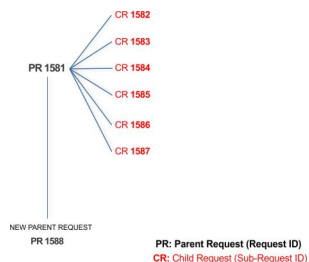 CR 1582
CR 1583
PR 1581
CR 1584
CR 1585
CR 1586
CR 1587
NEW PARENT REQUEST
PR 1588
PR: Parent Request (Request ID)
CR: Child Request (Sub-Request ID)